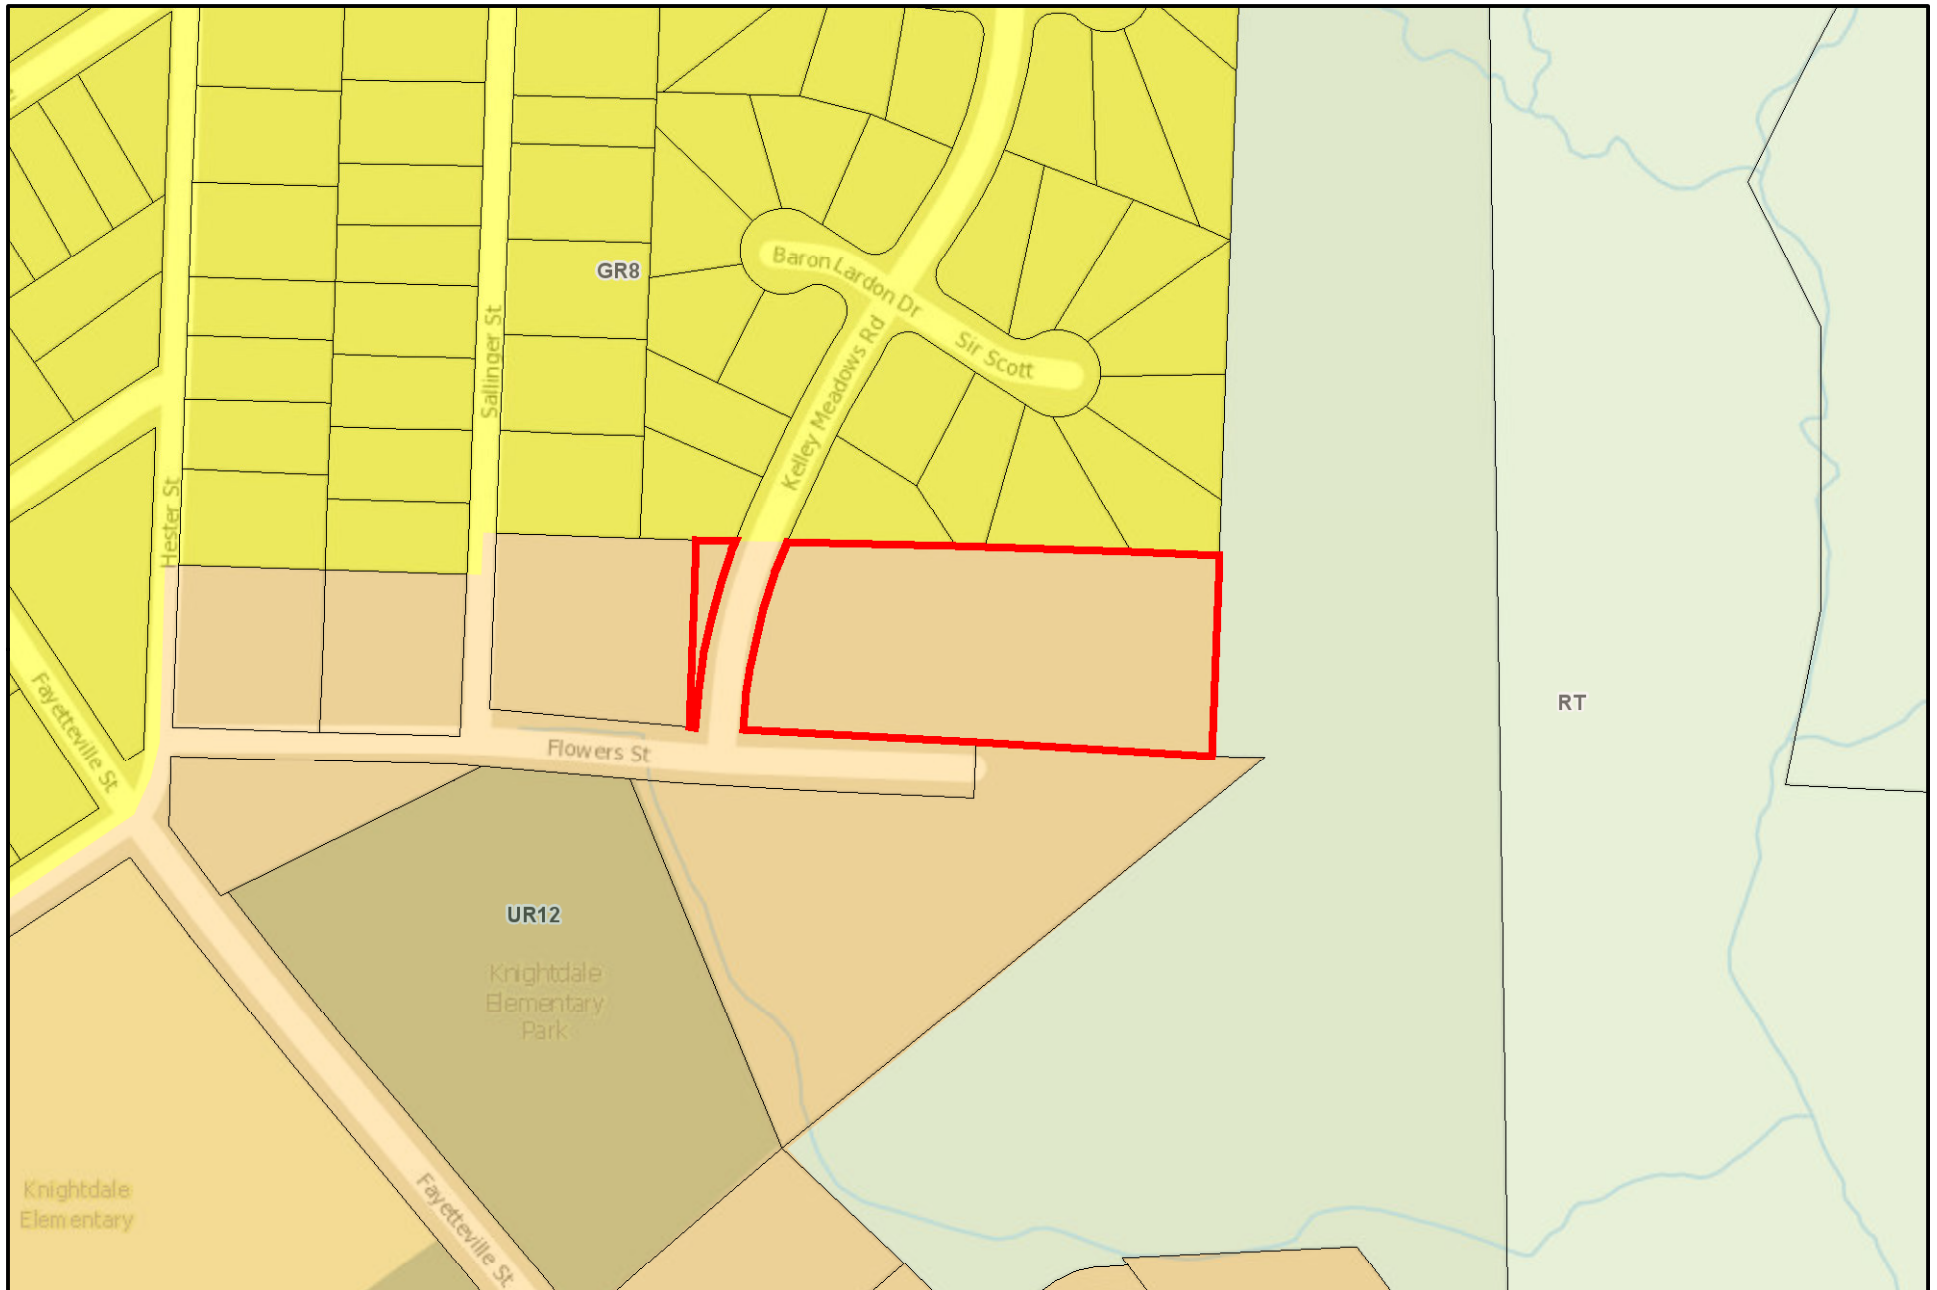 GR8
Baron Lardon Dr
Sir Scott
Kelley Meadows Rd
Sallinger St
Hester St
Fayetteville St
Flowers St
RT
UR12
Knightdale
Elementary
Park
Knightdale
Elementary
Fayetteville St